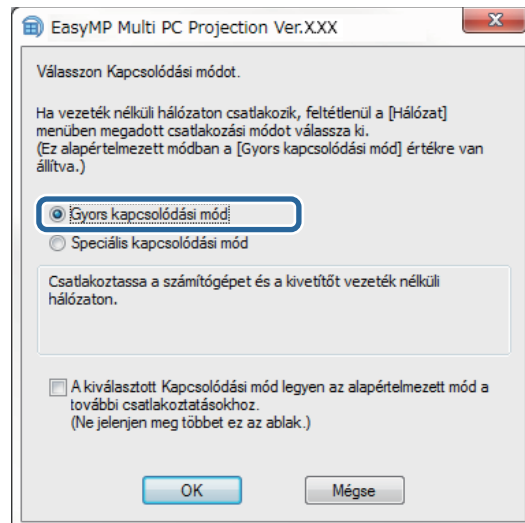 EasyMP Multi PC Projection Ver.XXX
Válasszon Kapcsolódási módot.
Ha vezeték nélküli hálózaton csatlakozik, feltétlenül a [Hálózat]
menüben megadott csatlakozási módot válassza ki.
(Ez alapértelmezett módban a [Gyors kapcsolódási mód] értékre van
állítva.)
Gyors kapcsolódási mód
Speciális kapcsolódási mód
Csatlakoztassa a számítógépet és a kivetítőt vezeték nélküli
hálózaton.
A kiválasztott Kapcsolódási mód legyen az alapértelmezett mód a
további csatlakoztatásokhoz.
(Ne jelenjen meg többet ez az ablak.)
OK
Mégse